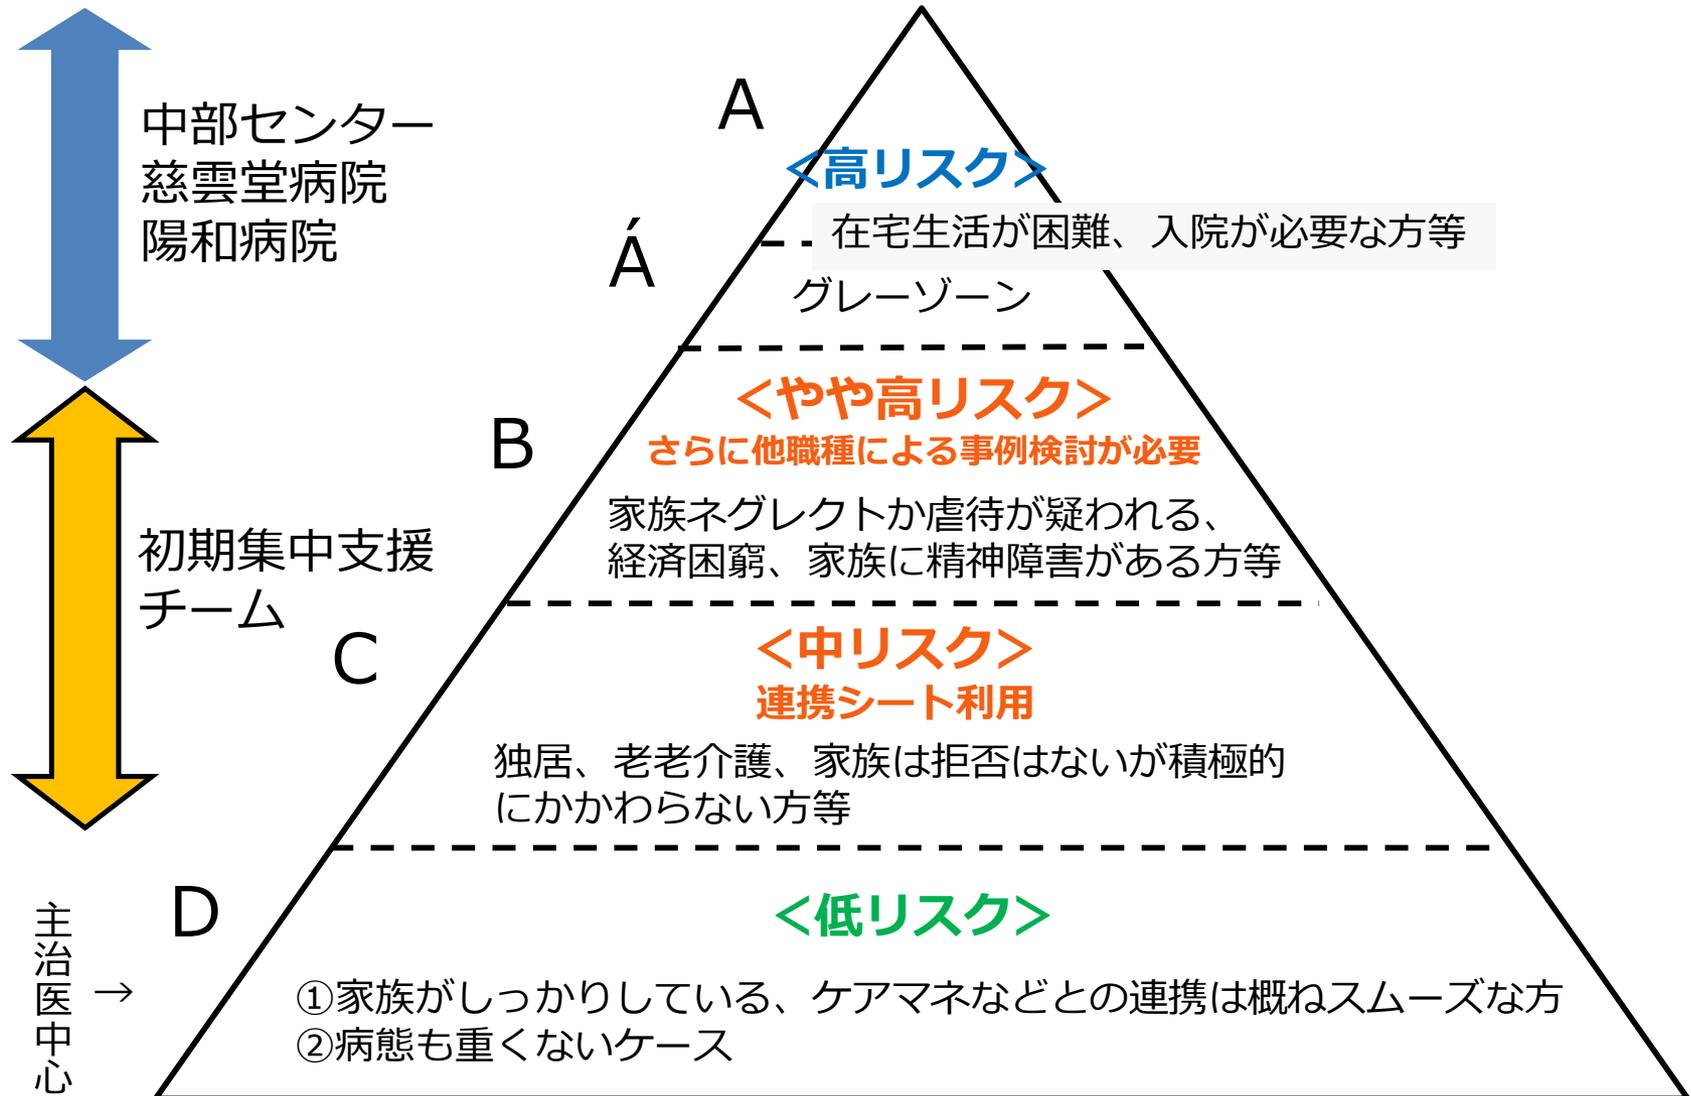 中部センター
慈雲堂病院
陽和病院
A
<高リスク>
在宅生活が困難、入院が必要な方等
Á
グレーゾーン
B
<やや高リスク>
さらに他職種による事例検討が必要
家族ネグレクトか虐待が疑われる、
経済困窮、家族に精神障害がある方等
初期集中支援
チーム
C
<中リスク>
連携シート利用
独居、老老介護、家族は拒否はないが積極的
にかかわらない方等
D
<低リスク>
主治医中心
→
①家族がしっかりしている、ケアマネなどとの連携は概ねスムーズな方
②病態も重くないケース